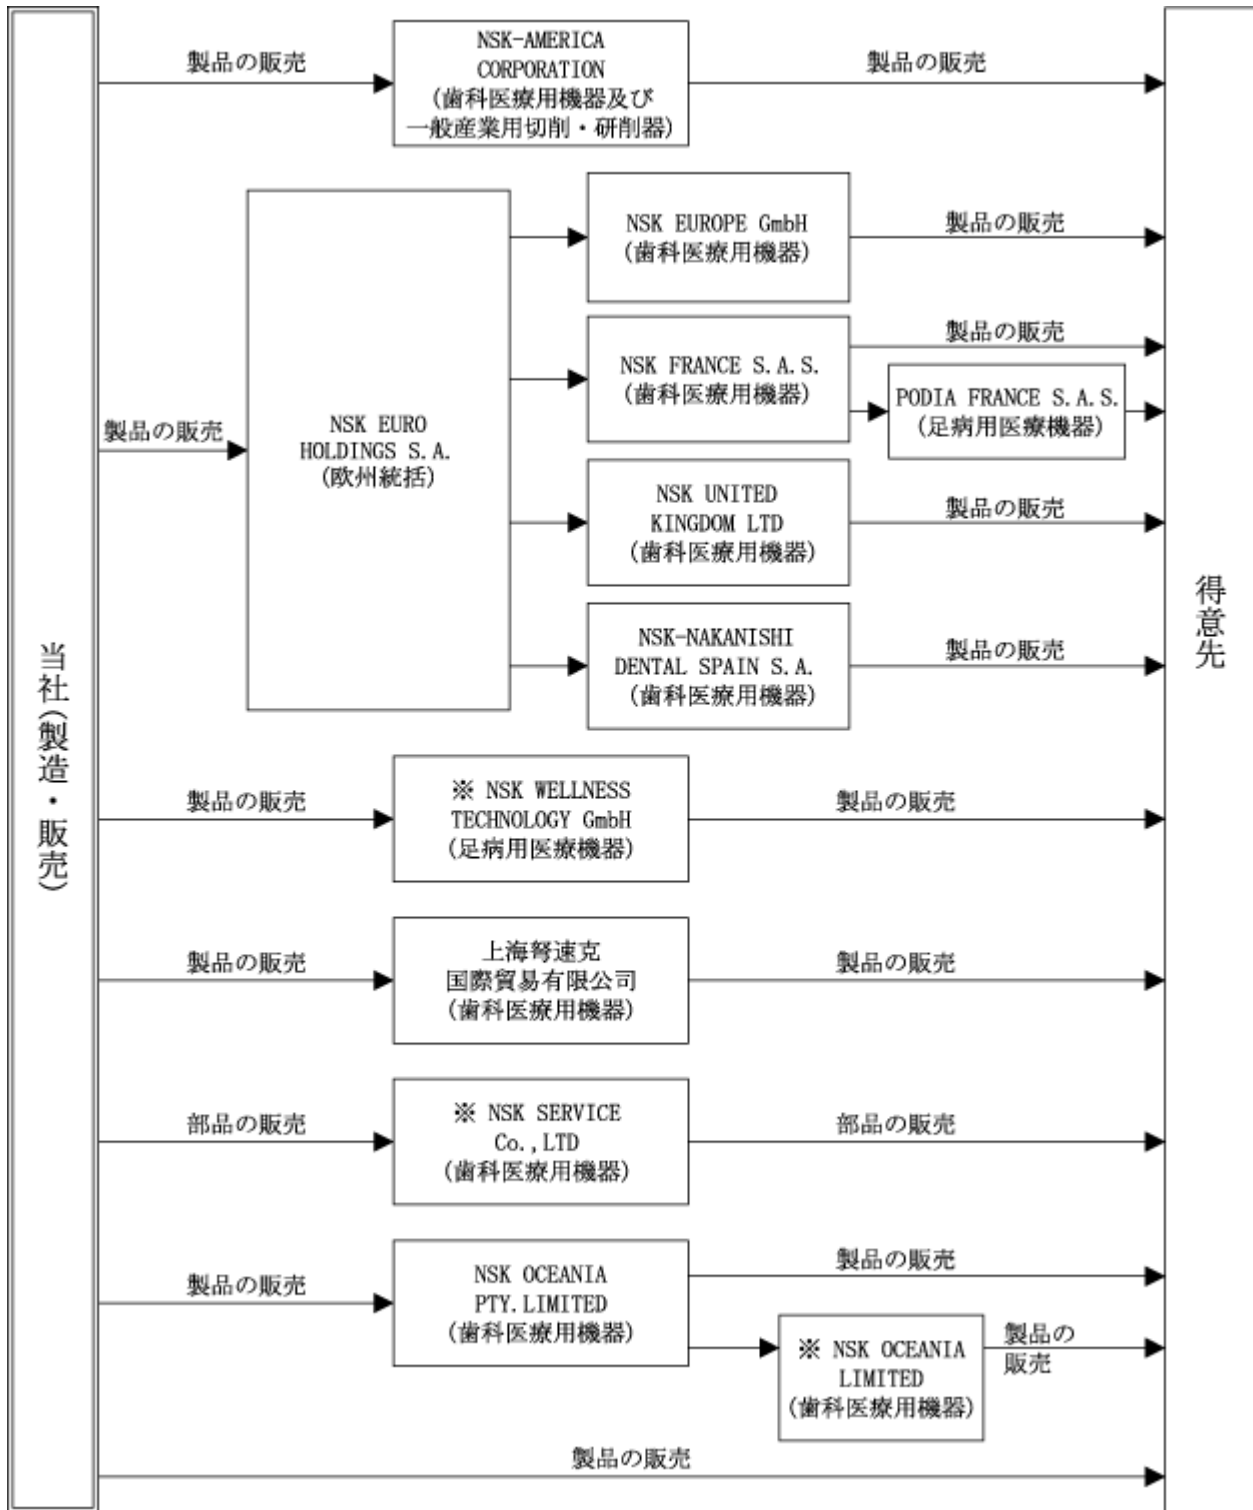 当社(製造・販売)
製品の販売
NSK-AMERICA
CORPORATION
(歯科医療用機器及び
一般産業用切削・研削器)
製品の販売
製品の販売
NSK EURO
HOLDINGS S.A.
(欧州統括)
NSK EUROPE GmbH
(歯科医療用機器)
製品の販売
NSK FRANCE S.A.S.
(歯科医療用機器)
製品の販売
PODIA FRANCE S.A.S.
(足病用医療機器)
NSK UNITED
KINGDOM LTD
(歯科医療用機器)
製品の販売
NSK-NAKANISHI
DENTAL SPAIN S.A.
(歯科医療用機器)
製品の販売
製品の販売
※ NSK WELLNESS
TECHNOLOGY GmbH
(足病用医療機器)
製品の販売
製品の販売
上海弩速克
国際貿易有限公司
(歯科医療用機器)
製品の販売
部品の販売
※ NSK SERVICE
Co.,LTD
(歯科医療用機器)
部品の販売
製品の販売
NSK OCEANIA
PTY.LIMITED
(歯科医療用機器)
製品の販売
※ NSK OCEANIA
LIMITED
(歯科医療用機器)
製品の
販売
製品の販売
得意先